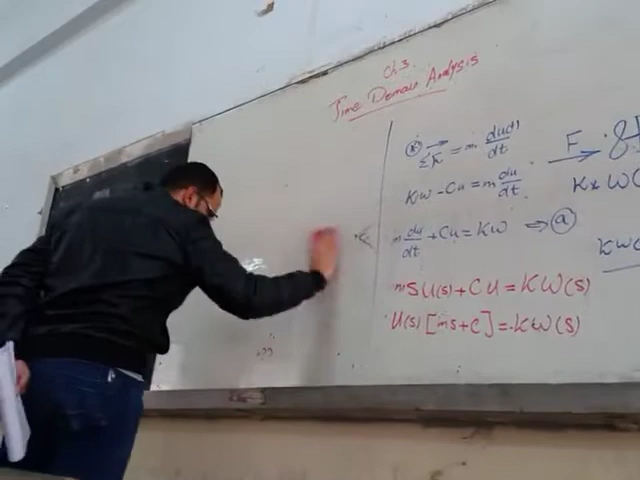 Ch.3
Time Domain Analysis
Σ F = m du(t)/dt
KW - Cu = m du/dt
F
m du/dt + Cu = KW ⇒ (a)
mSU(s) + CU = KW(s)
U(s) [ms + C] = KW(s)